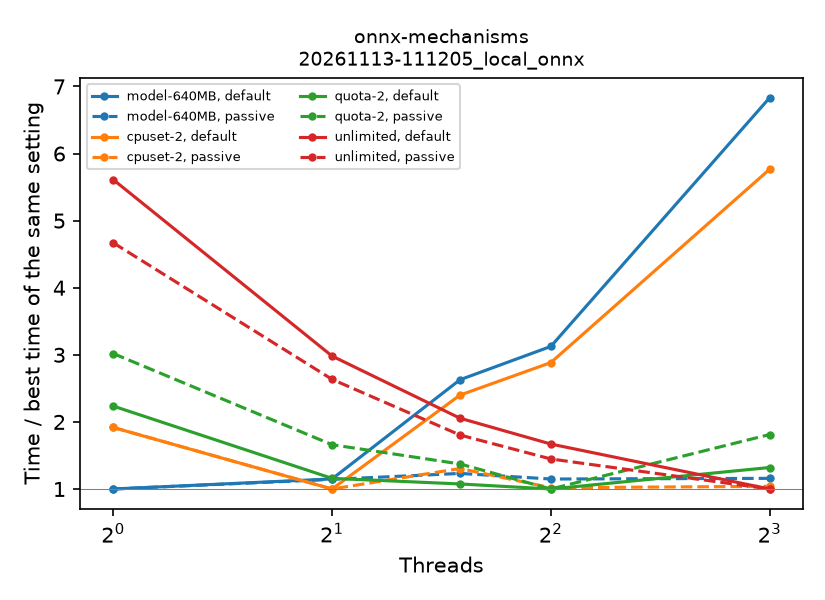 onnx-mechanisms
20261113-111205_local_onnx
Time / best time of the same setting
7
6
5
4
3
2
1
model-640MB, default
model-640MB, passive
cpuset-2, default
cpuset-2, passive
quota-2, default
quota-2, passive
unlimited, default
unlimited, passive
2⁰
2¹
2²
2³
Threads